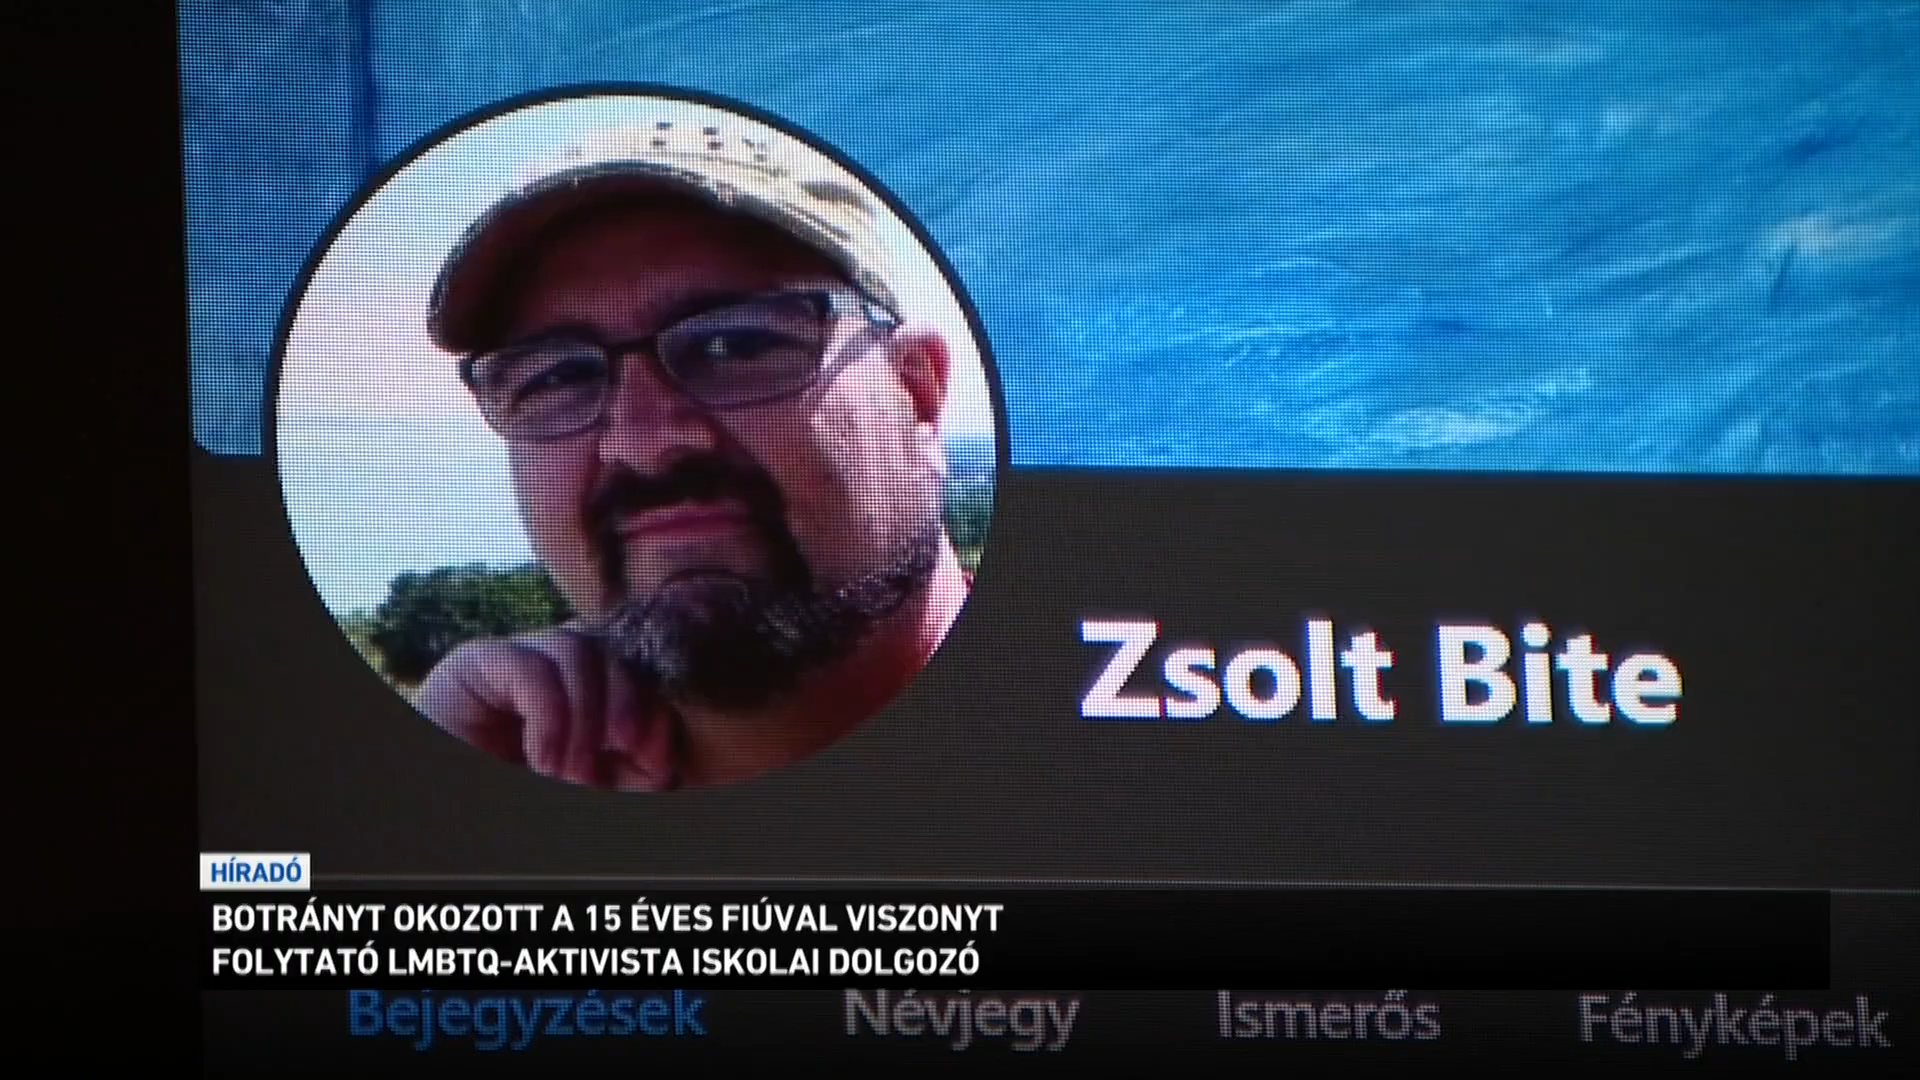 Zsolt Bite
HÍRADÓ
BOTRÁNYT OKOZOTT A 15 ÉVES FIÚVAL VISZONYT
FOLYTATÓ LMBTQ-AKTIVISTA ISKOLAI DOLGOZÓ
Bejegyzések Névjegy Ismerős Fényképek